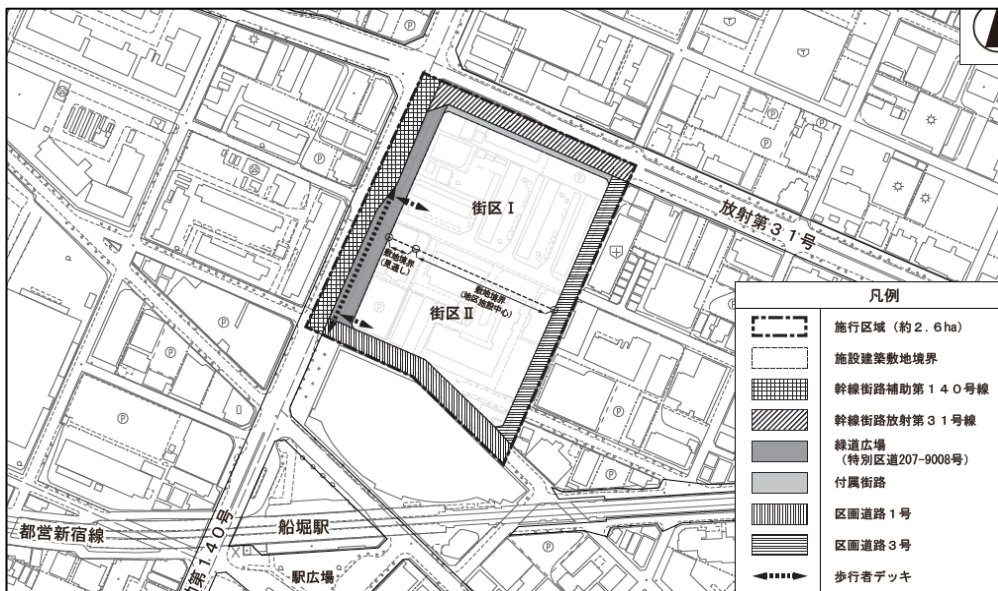 街区Ⅰ
放射第31号
敷地境界
(見通し)
敷地境界
(地区施設中心)
街区Ⅱ
都営新宿線
船堀駅
駅広場
助第140号
凡例
施行区域(約2.6ha)
施設建築敷地境界
幹線街路補助第140号線
幹線街路放射第31号線
緑道広場
(特別区道207-9008号)
付属街路
区画道路1号
区画道路3号
歩行者デッキ